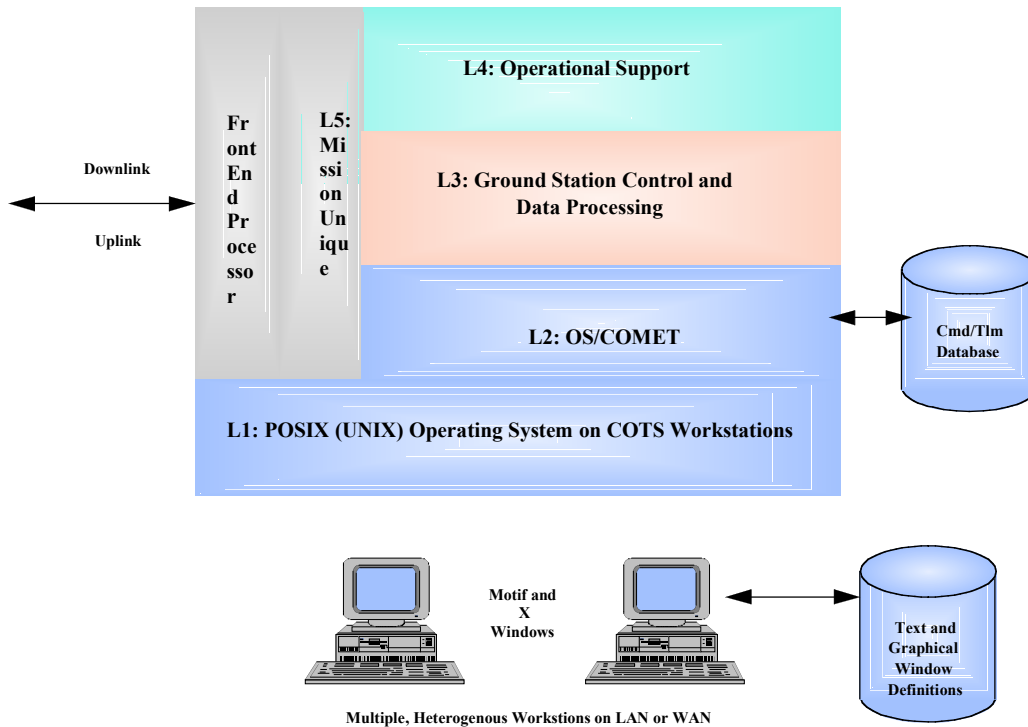 L4: Operational Support
Fr
ont
En
d
Pr
oce
sso
r
L5:
Mi
ssi
on
Un
iqu
e
Downlink
Uplink
L3: Ground Station Control and
Data Processing
L2: OS/COMET
Cmd/Tlm
Database
L1: POSIX (UNIX) Operating System on COTS Workstations
Motif and
X
Windows
Text and
Graphical
Window
Definitions
Multiple, Heterogenous Workstions on LAN or WAN